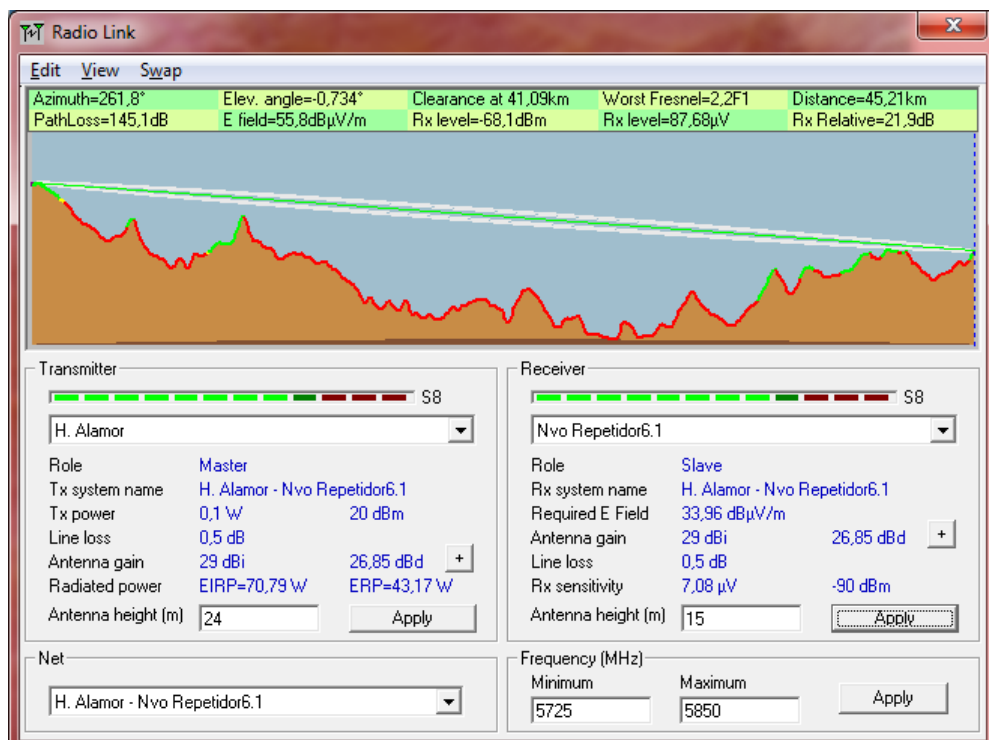 Radio Link
Edit View Swap
Azimuth=261,8° Elev. angle=-0,734° Clearance at 41,09km Worst Fresnel=2,2F1 Distance=45,21km
PathLoss=145,1dB E field=55,8dBµV/m Rx level=-68,1dBm Rx level=87,68µV Rx Relative=21,9dB
Transmitter
S8
H. Alamor
Role Master
Tx system name H. Alamor - Nvo Repetidor6.1
Tx power 0,1 W 20 dBm
Line loss 0,5 dB
Antenna gain 29 dBi 26,85 dBd +
Radiated power EIRP=70,79 W ERP=43,17 W
Antenna height (m) 24 Apply
Receiver
S8
Nvo Repetidor6.1
Role Slave
Rx system name H. Alamor - Nvo Repetidor6.1
Required E Field 33,96 dBµV/m
Antenna gain 29 dBi 26,85 dBd +
Line loss 0,5 dB
Rx sensitivity 7,08 µV -90 dBm
Antenna height (m) 15 Apply
Net
H. Alamor - Nvo Repetidor6.1
Frequency (MHz)
Minimum Maximum
5725 5850 Apply